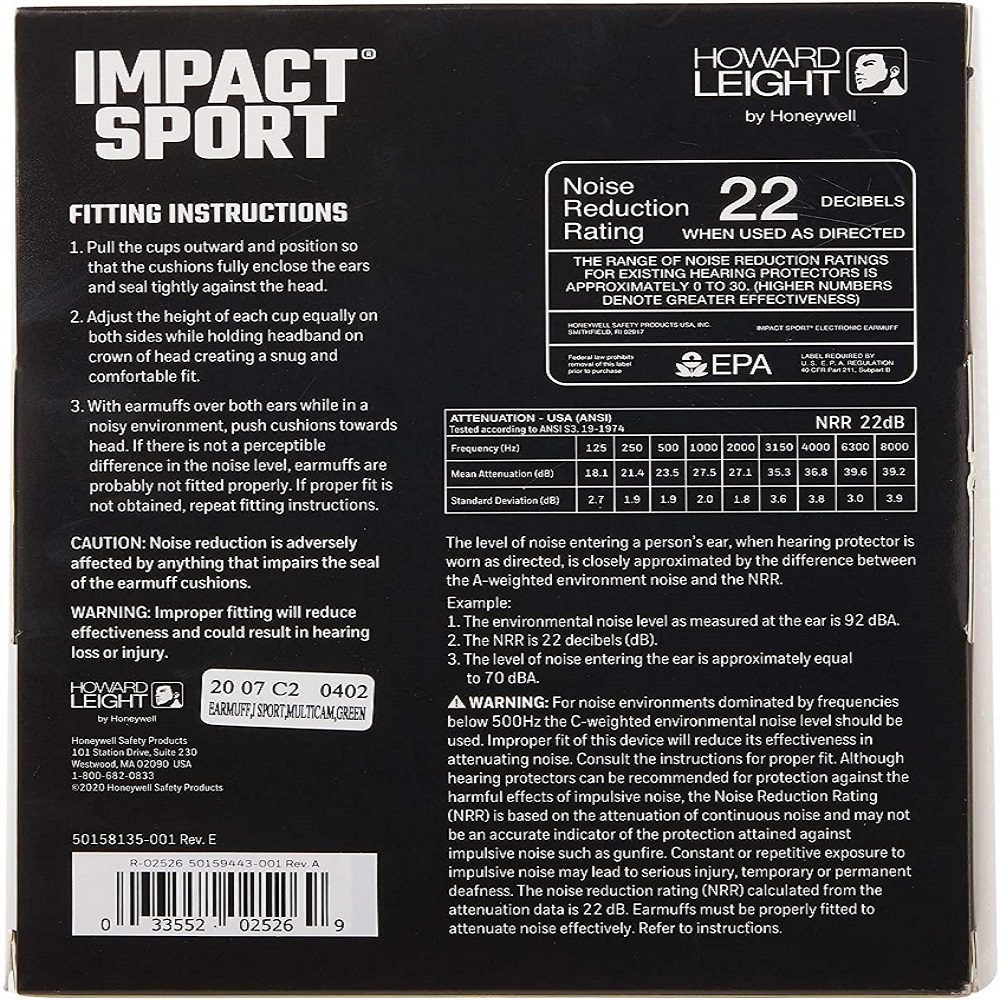 IMPACT®
SPORT
HOWARD
LEIGHT
by Honeywell
FITTING INSTRUCTIONS
1. Pull the cups outward and position so
that the cushions fully enclose the ears
and seal tightly against the head.
2. Adjust the height of each cup equally on
both sides while holding headband on
crown of head creating a snug and
comfortable fit.
3. With earmuffs over both ears while in a
noisy environment, push cushions towards
head. If there is not a perceptible
difference in the noise level, earmuffs are
probably not fitted properly. If proper fit is
not obtained, repeat fitting instructions.
CAUTION: Noise reduction is adversely
affected by anything that impairs the seal
of the earmuff cushions.
WARNING: Improper fitting will reduce
effectiveness and could result in hearing
loss or injury.
HOWARD
LEIGHT
by Honeywell
20 07 C2 0402
EARMUFF,I SPORT,MULTICAM,GREEN
Honeywell Safety Products
101 Station Drive, Suite 230
Westwood, MA 02090 USA
1-800-682-0833
©2020 Honeywell Safety Products
50158135-001 Rev. E
R-02526 50159443-001 Rev A
0 33552 02526 9
Noise
Reduction
Rating
22 DECIBELS
WHEN USED AS DIRECTED
THE RANGE OF NOISE REDUCTION RATINGS
FOR EXISTING HEARING PROTECTORS IS
APPROXIMATELY 0 TO 30. (HIGHER NUMBERS
DENOTE GREATER EFFECTIVENESS)
HONEYWELL SAFETY PRODUCTS USA, INC.
SMITHFIELD, RI 02917
IMPACT SPORT® ELECTRONIC EARMUFF
Federal law prohibits
removal of this label
prior to purchase
EPA
LABEL REQUIRED BY
U. S. E. P. A. REGULATION
40 CFR Part 211, Subpart B
ATTENUATION - USA (ANSI)
Tested according to ANSI S3, 19-1974
NRR 22dB
Frequency (Hz) 125 250 500 1000 2000 3150 4000 6300 8000
Mean Attenuation (dB) 18.1 21.4 23.5 27.5 27.1 35.3 36.8 39.6 39.2
Standard Deviation (dB) 2.7 1.9 1.9 2.0 1.8 3.6 3.8 3.0 3.9
The level of noise entering a person's ear, when hearing protector is
worn as directed, is closely approximated by the difference between
the A-weighted environment noise and the NRR.
Example:
1. The environmental noise level as measured at the ear is 92 dBA.
2. The NRR is 22 decibels (dB).
3. The level of noise entering the ear is approximately equal
to 70 dBA.
⚠ WARNING: For noise environments dominated by frequencies
below 500Hz the C-weighted environmental noise level should be
used. Improper fit of this device will reduce its effectiveness in
attenuating noise. Consult the instructions for proper fit. Although
hearing protectors can be recommended for protection against the
harmful effects of impulsive noise, the Noise Reduction Rating
(NRR) is based on the attenuation of continuous noise and may not
be an accurate indicator of the protection attained against
impulsive noise such as gunfire. Constant or repetitive exposure to
impulsive noise may lead to serious injury, temporary or permanent
deafness. The noise reduction rating (NRR) calculated from the
attenuation data is 22 dB. Earmuffs must be properly fitted to
attenuate noise effectively. Refer to instructions.